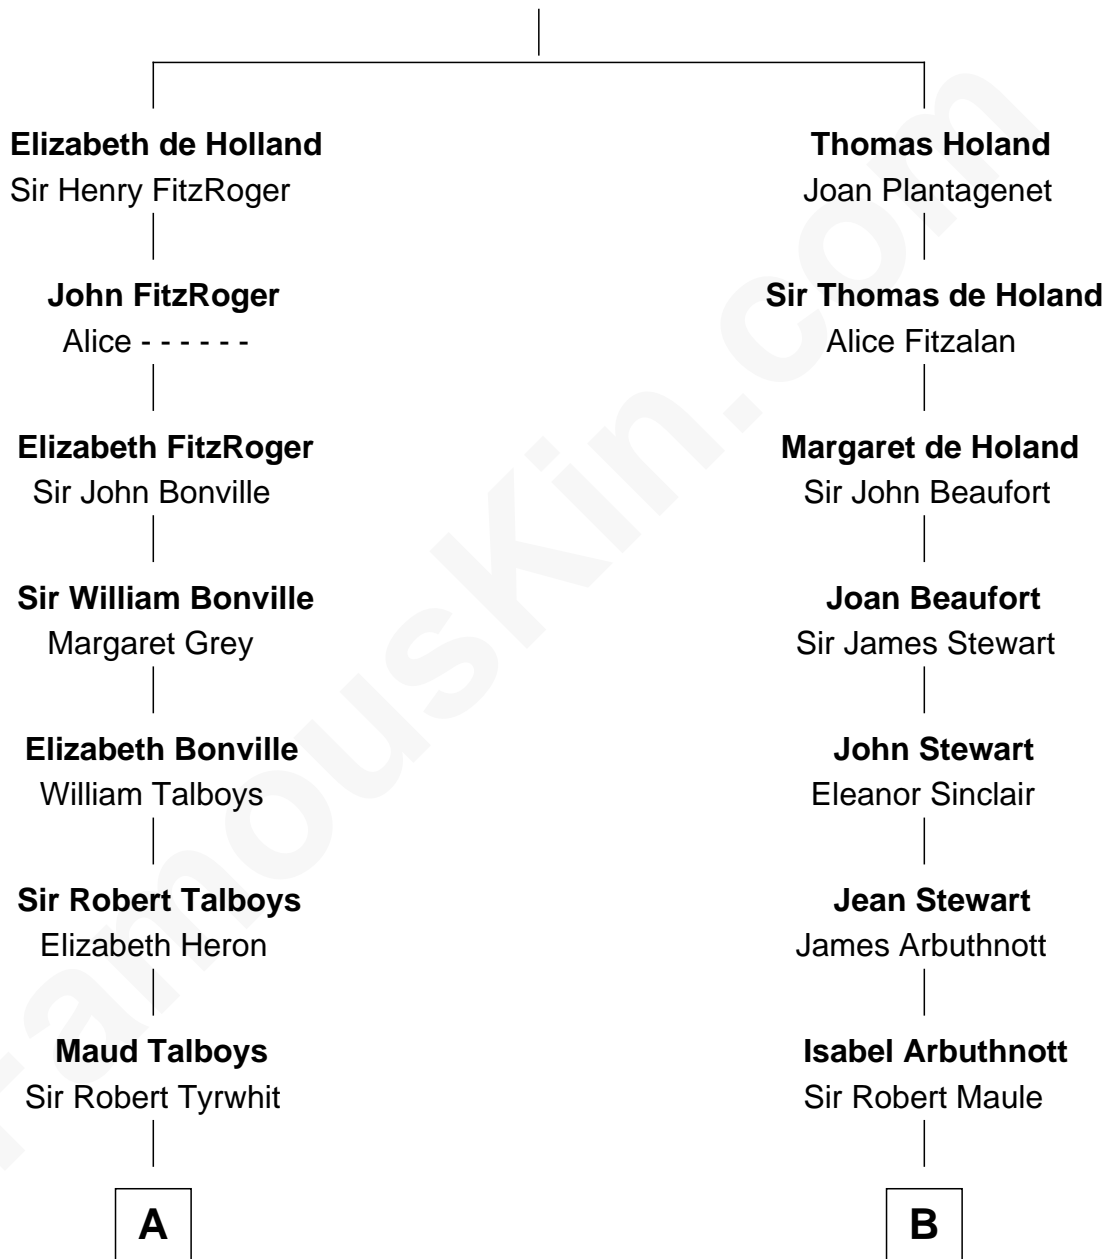 Elizabeth de Holland
Sir Henry FitzRoger
John FitzRoger
Alice - - - - - -
Elizabeth FitzRoger
Sir John Bonville
Sir William Bonville
Margaret Grey
Elizabeth Bonville
William Talboys
Sir Robert Talboys
Elizabeth Heron
Maud Talboys
Sir Robert Tyrwhit
A
Thomas Holand
Joan Plantagenet
Sir Thomas de Holand
Alice Fitzalan
Margaret de Holand
Sir John Beaufort
Joan Beaufort
Sir James Stewart
John Stewart
Eleanor Sinclair
Jean Stewart
James Arbuthnott
Isabel Arbuthnott
Sir Robert Maule
B
FamousKin.com